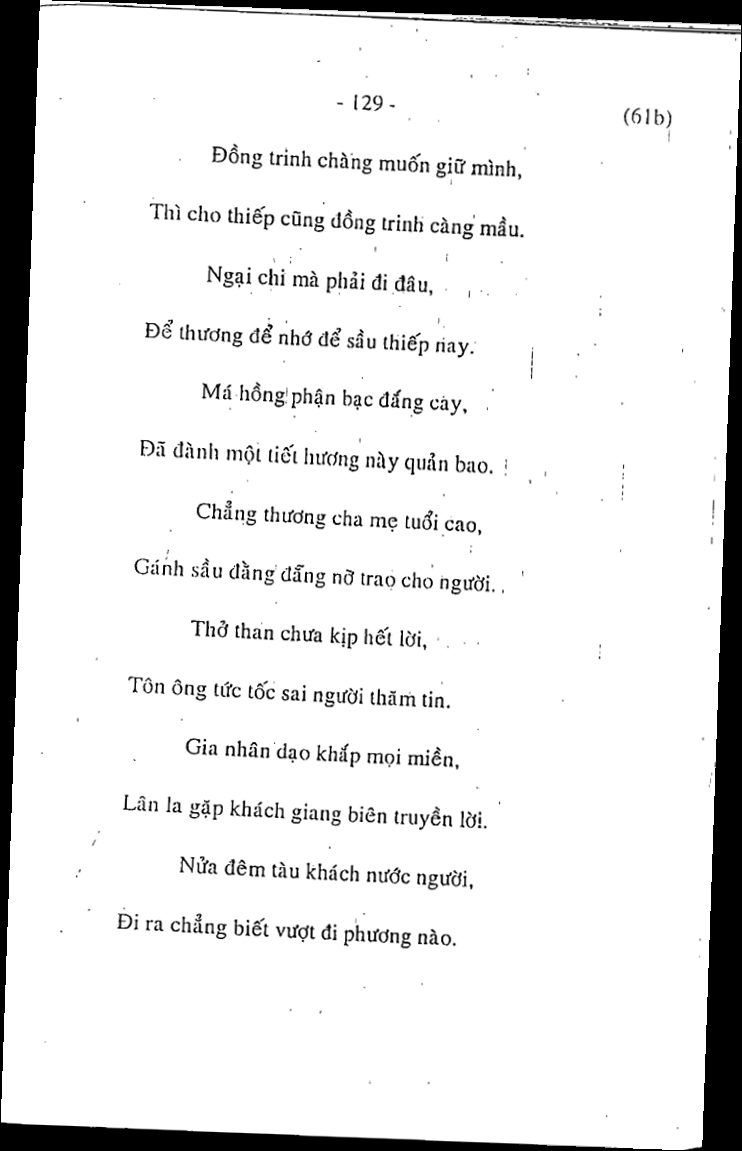 - 129 -
(61b)
Đồng trinh chàng muốn giữ mình,
Thì cho thiếp cũng đồng trinh càng mầu.
Ngại chi mà phải đi đâu,
Để thương để nhớ để sầu thiếp nay.
Má hồng phận bạc đắng cay,
Đã đành một tiết hương này quản bao.
Chẳng thương cha mẹ tuổi cao,
Gánh sầu đằng đẵng nỡ trao cho người.
Thở than chưa kịp hết lời,
Tôn ông tức tốc sai người thăm tin.
Gia nhân dạo khắp mọi miền,
Lân la gặp khách giang biên truyền lời.
Nửa đêm tàu khách nước người,
Đi ra chẳng biết vượt đi phương nào.